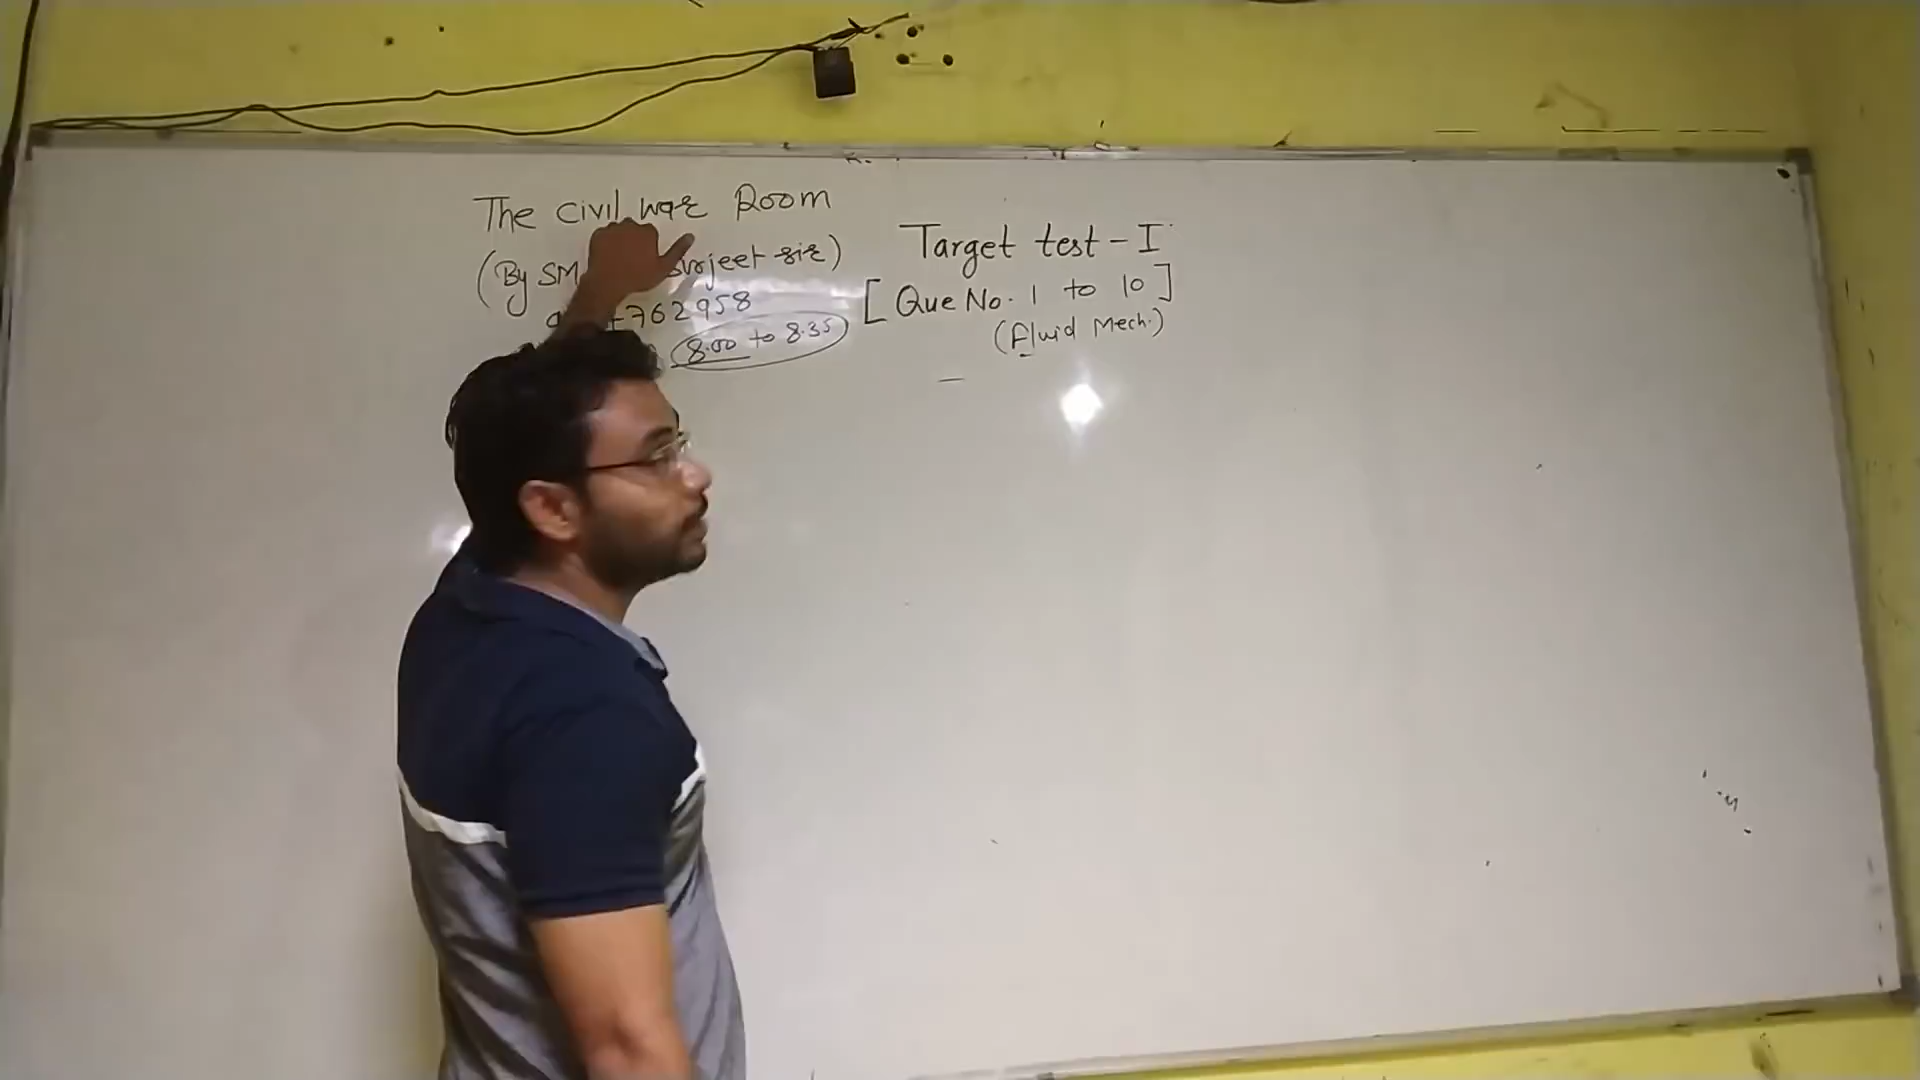 The civil war Room
(By SM surjeet sir)
762958
8.00 to 8.35
Target test - I
[Que No. 1 to 10]
(Fluid Mech.)